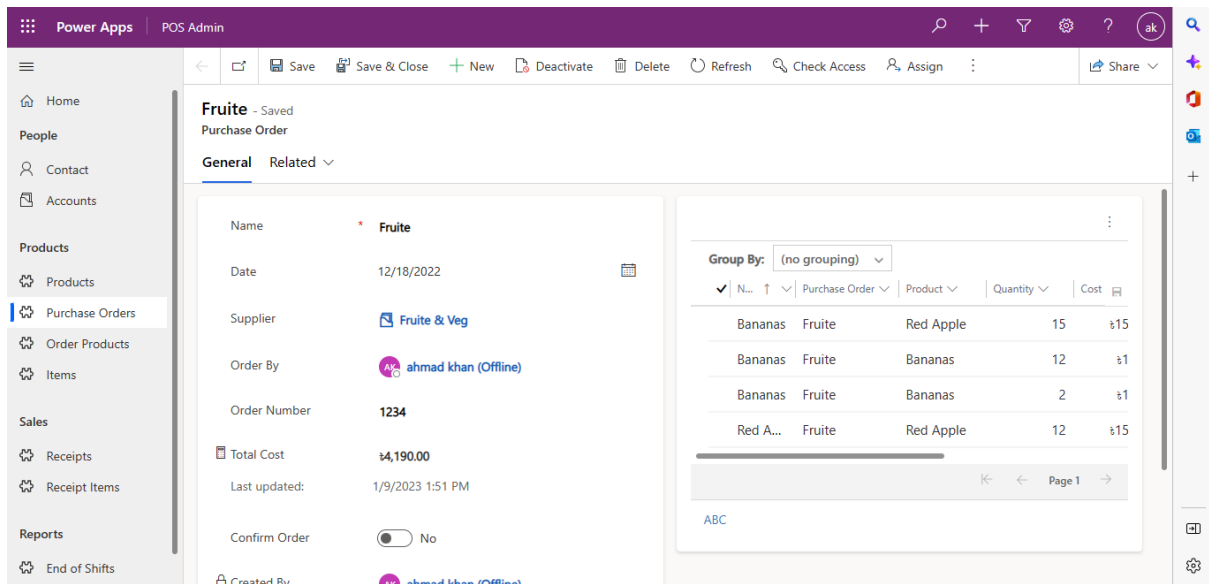 Power Apps POS Admin ? ak
Save Save & Close New Deactivate Delete Refresh Check Access Assign Share
Home
People
Contact
Accounts
Products
Products
Purchase Orders
Order Products
Items
Sales
Receipts
Receipt Items
Reports
End of Shifts
Fruite - Saved
Purchase Order
General Related
Name * Fruite
Date 12/18/2022
Supplier Fruite & Veg
Order By AK ahmad khan (Offline)
Order Number 1234
Total Cost ৳4,190.00
Last updated: 1/9/2023 1:51 PM
Confirm Order No
Created By AK ahmad khan (Offline)
Group By: (no grouping)
N... ↑ Purchase Order Product Quantity Cost
Bananas Fruite Red Apple 15 ৳15
Bananas Fruite Bananas 12 ৳1
Bananas Fruite Bananas 2 ৳1
Red A... Fruite Red Apple 12 ৳15
Page 1
ABC